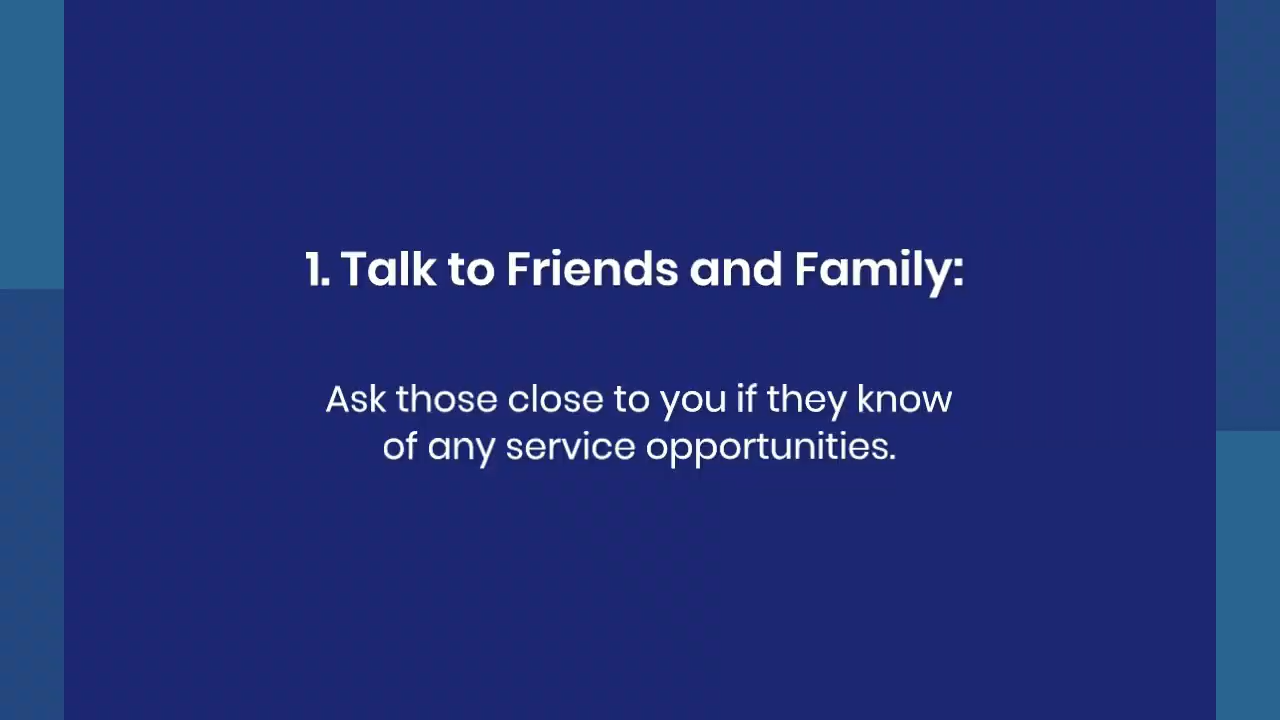 1. Talk to Friends and Family:
Ask those close to you if they know
of any service opportunities.